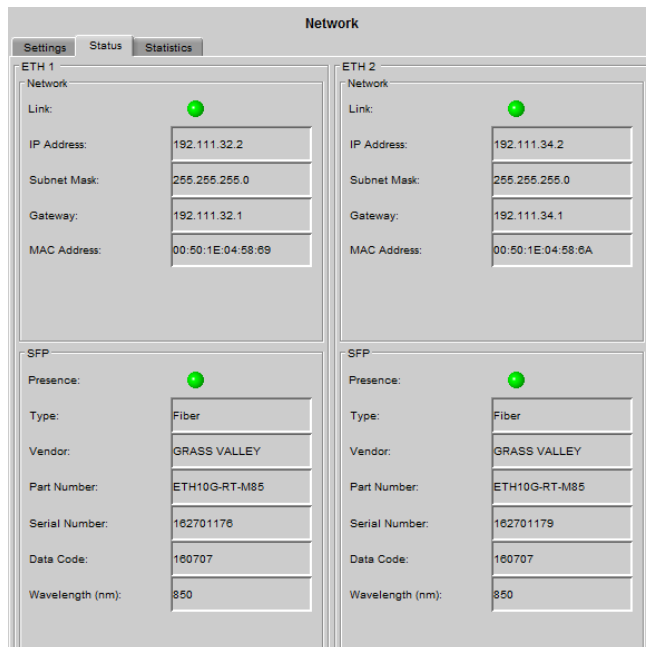 Network
Settings Status Statistics
ETH 1
Network
Link:
IP Address: 192.111.32.2
Subnet Mask: 255.255.255.0
Gateway: 192.111.32.1
MAC Address: 00:50:1E:04:58:69
SFP
Presence:
Type: Fiber
Vendor: GRASS VALLEY
Part Number: ETH10G-RT-M85
Serial Number: 162701176
Data Code: 160707
Wavelength (nm): 850
ETH 2
Network
Link:
IP Address: 192.111.34.2
Subnet Mask: 255.255.255.0
Gateway: 192.111.34.1
MAC Address: 00:50:1E:04:58:6A
SFP
Presence:
Type: Fiber
Vendor: GRASS VALLEY
Part Number: ETH10G-RT-M85
Serial Number: 162701179
Data Code: 160707
Wavelength (nm): 850